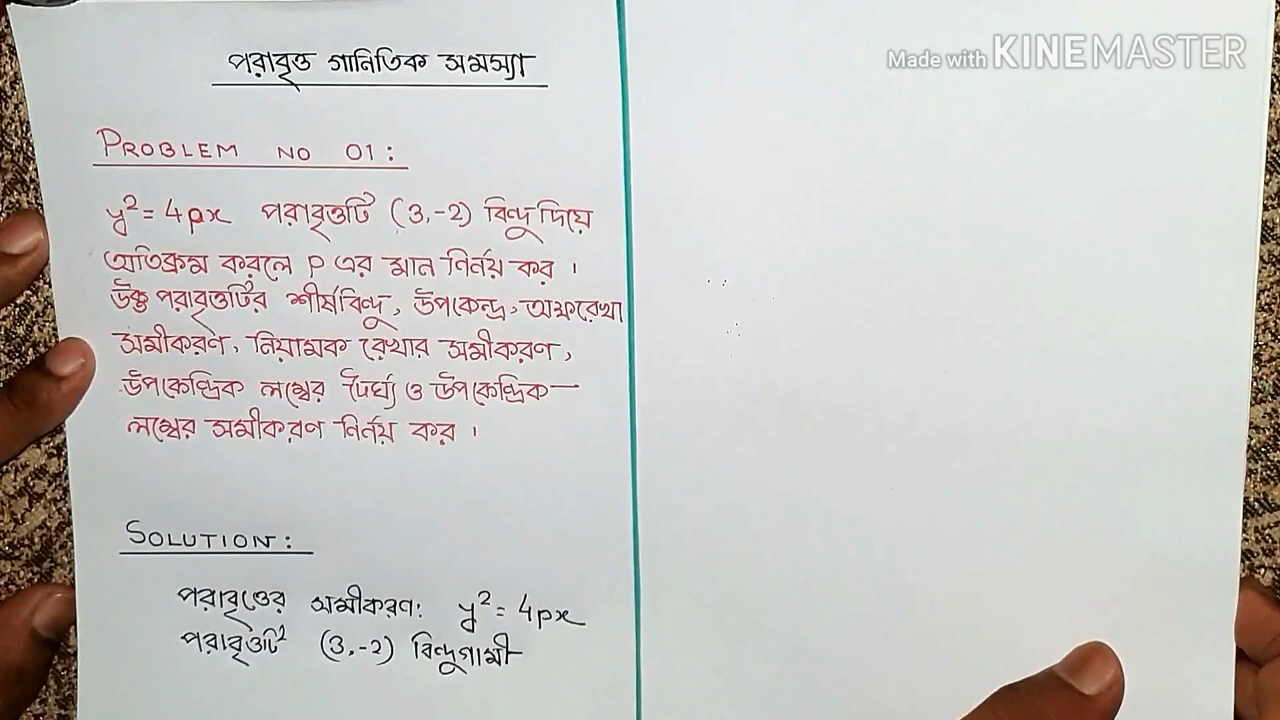 পরাবৃত্ত গানিতিক সমস্যা
Made with KINEMASTER
PROBLEM NO 01:
y² = 4px পরাবৃত্তটি (3,-2) বিন্দু দিয়ে
অতিক্রম করলে P এর মান নির্নয় কর ।
উক্ত পরাবৃত্তটির শীর্ষবিন্দু, উপকেন্দ্র, অক্ষরেখা
সমীকরণ, নিয়ামক রেখার সমীকরণ,
উপকেন্দ্রিক লম্বের দৈর্ঘ্য ও উপকেন্দ্রিক—
লম্বের সমীকরণ নির্নয় কর ।
SOLUTION:
পরাবৃত্তের সমীকরণ: y² = 4px
পরাবৃত্তটি (3,-2) বিন্দুগামী